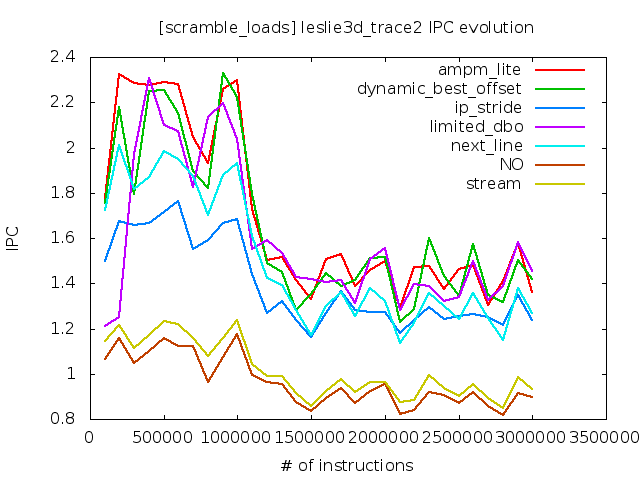 [scramble_loads] leslie3d_trace2 IPC evolution
2.4
2.2
2
1.8
1.6
1.4
1.2
1
0.8
IPC
ampm_lite
dynamic_best_offset
ip_stride
limited_dbo
next_line
NO
stream
0 500000 1000000 1500000 2000000 2500000 3000000 3500000
# of instructions